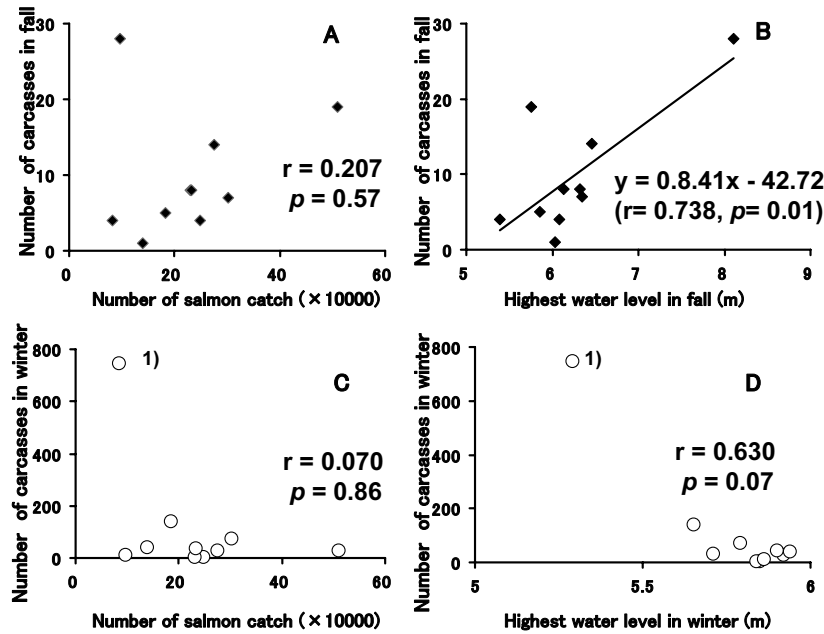 A
Number of carcasses in fall
30
20
10
0
r = 0.207
p = 0.57
0 20 40 60
Number of salmon catch (×10000)
B
Number of carcasses in fall
30
20
10
0
y = 0.8.41x - 42.72
(r= 0.738, p= 0.01)
5 6 7 8 9
Highest water level in fall (m)
C
Number of carcasses in winter
800
600
400
200
0
1)
r = 0.070
p = 0.86
0 20 40 60
Number of salmon catch (×10000)
D
Number of carcasses in winter
800
600
400
200
0
1)
r = 0.630
p = 0.07
5 5.5 6
Highest water level in winter (m)